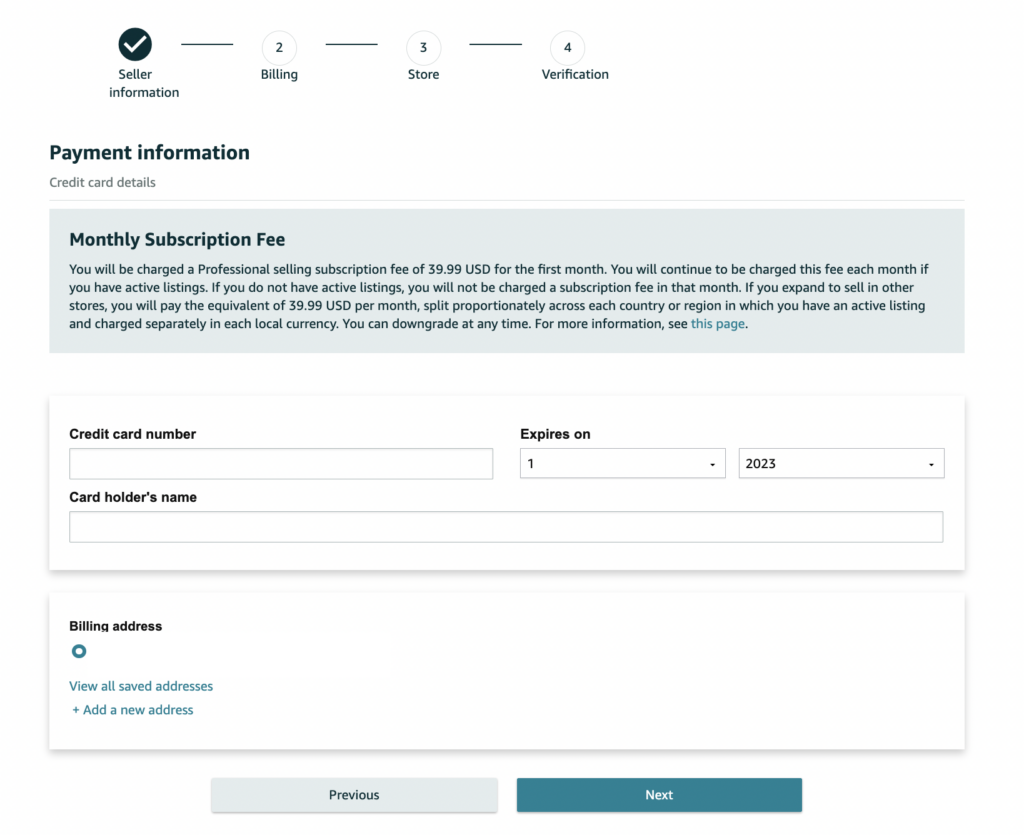 2
3
4
Seller
information
Billing
Store
Verification
Payment information
Credit card details
Monthly Subscription Fee
You will be charged a Professional selling subscription fee of 39.99 USD for the first month. You will continue to be charged this fee each month if
you have active listings. If you do not have active listings, you will not be charged a subscription fee in that month. If you expand to sell in other
stores, you will pay the equivalent of 39.99 USD per month, split proportionately across each country or region in which you have an active listing
and charged separately in each local currency. You can downgrade at any time. For more information, see this page.
Credit card number
Expires on
1
2023
Card holder's name
Billing address
View all saved addresses
+ Add a new address
Previous
Next